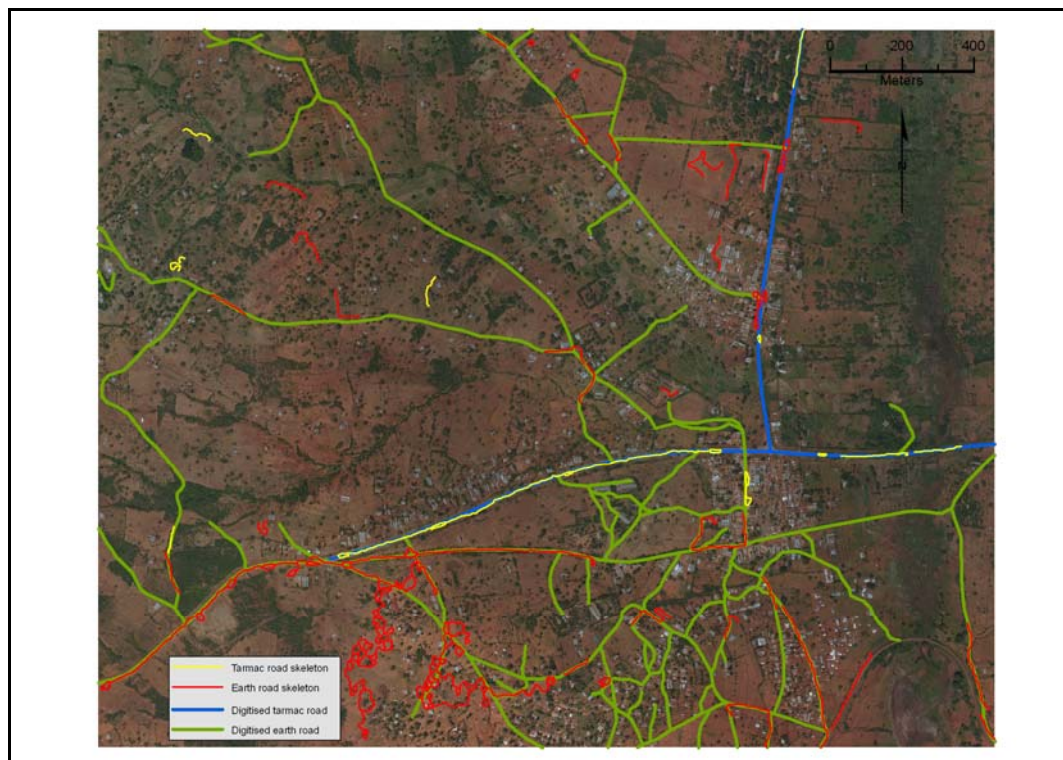 0 200 400
Meters
N
Tarmac road skeleton
Earth road skeleton
Digitised tarmac road
Digitised earth road